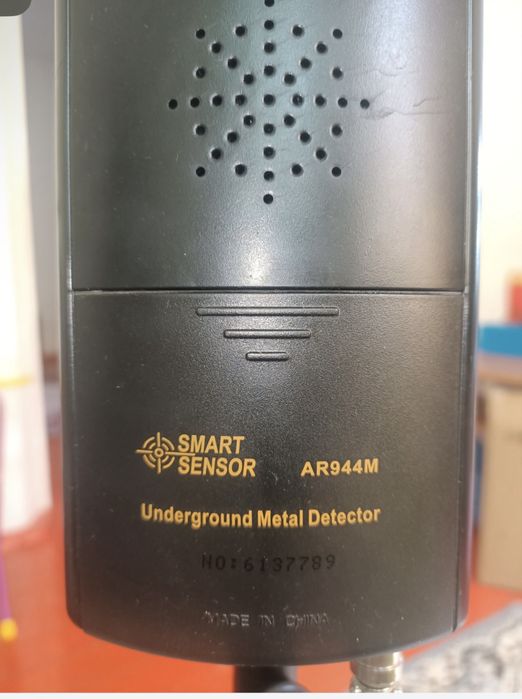 SMART
SENSOR AR944M
Underground Metal Detector
NO:6137789
MADE IN CHINA